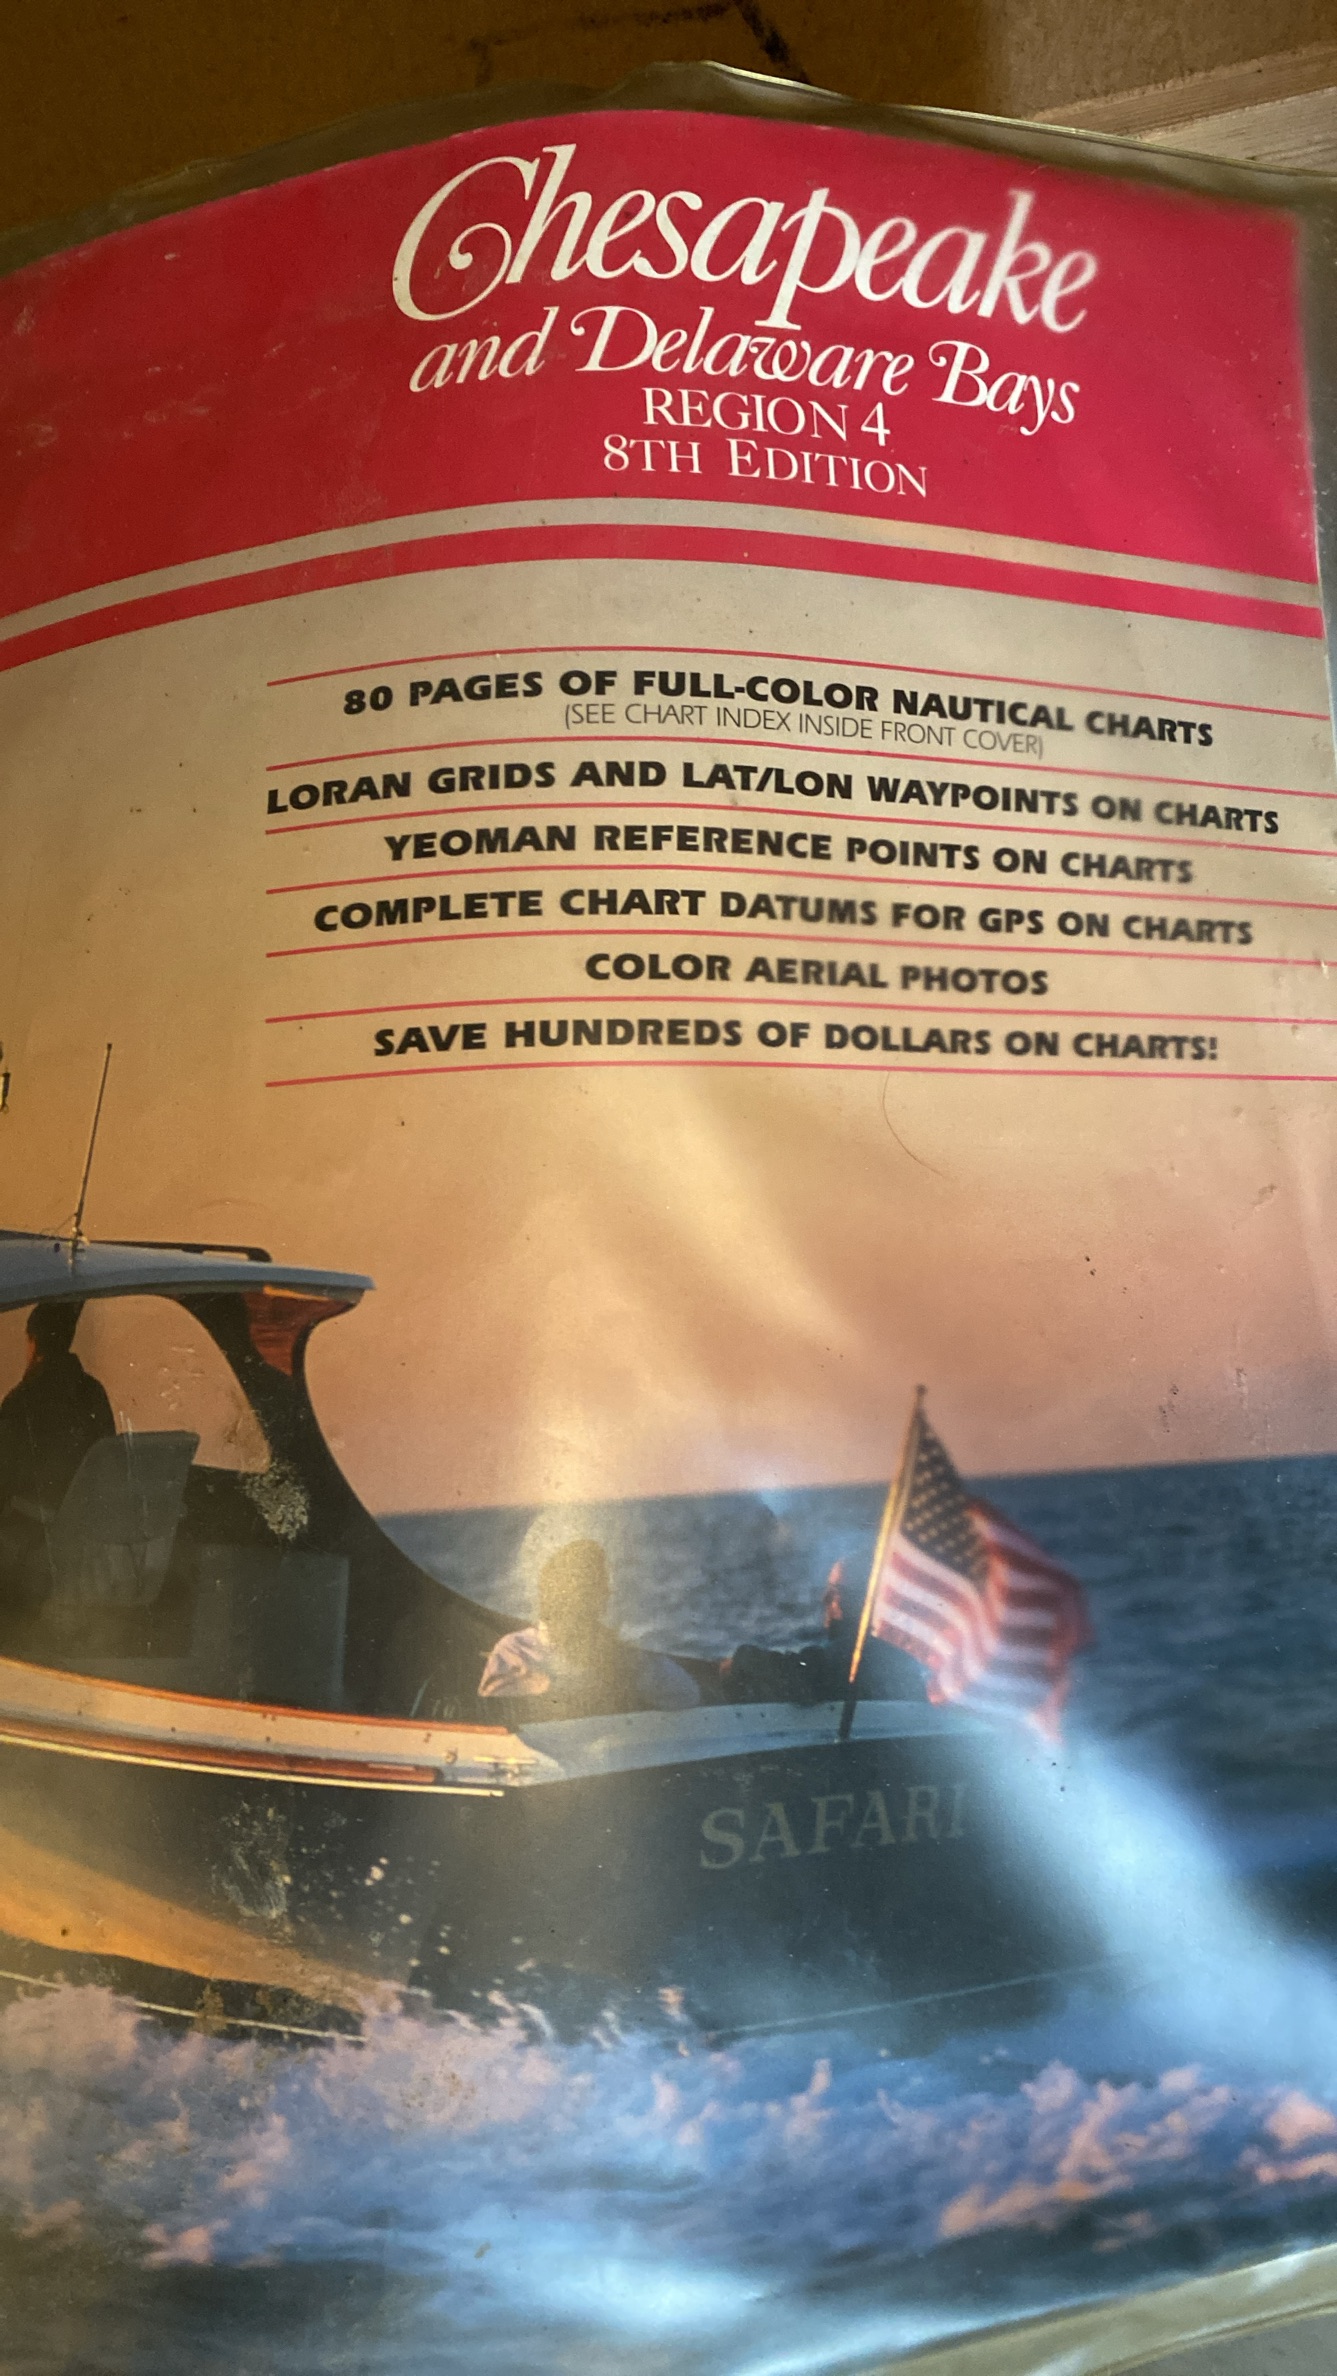 Chesapeake
and Delaware Bays
REGION 4
8TH EDITION
80 PAGES OF FULL-COLOR NAUTICAL CHARTS
(SEE CHART INDEX INSIDE FRONT COVER)
LORAN GRIDS AND LAT/LON WAYPOINTS ON CHARTS
YEOMAN REFERENCE POINTS ON CHARTS
COMPLETE CHART DATUMS FOR GPS ON CHARTS
COLOR AERIAL PHOTOS
SAVE HUNDREDS OF DOLLARS ON CHARTS!
SAFARI